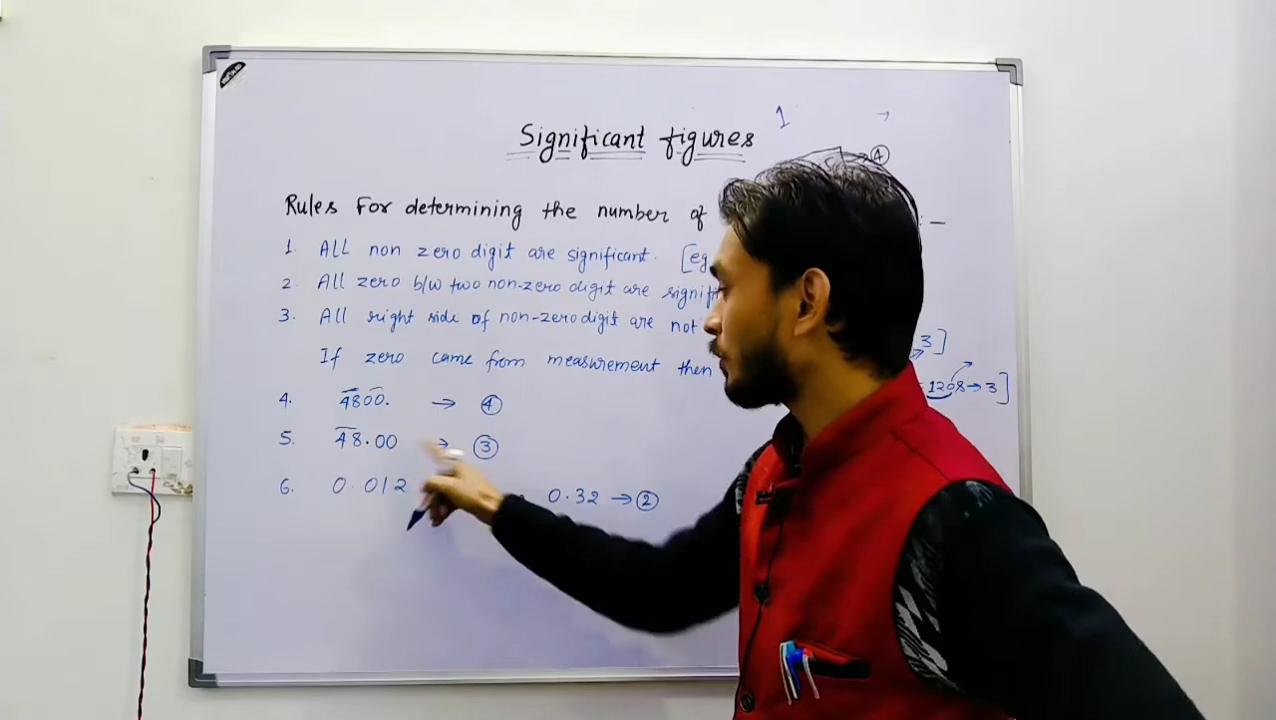 1 →
Significant figures
→ ④
Rules For determining the number of : -
1. All non zero digit are significant. [eg
2. All zero b/w two non-zero digit are signifi
3. All right side of non-zero digit are not 3]
If zero came from measurement then 1208 → 3]
4. 4800. → ④
5. 48.00 → ③
6. 0.012 0.32 → ②